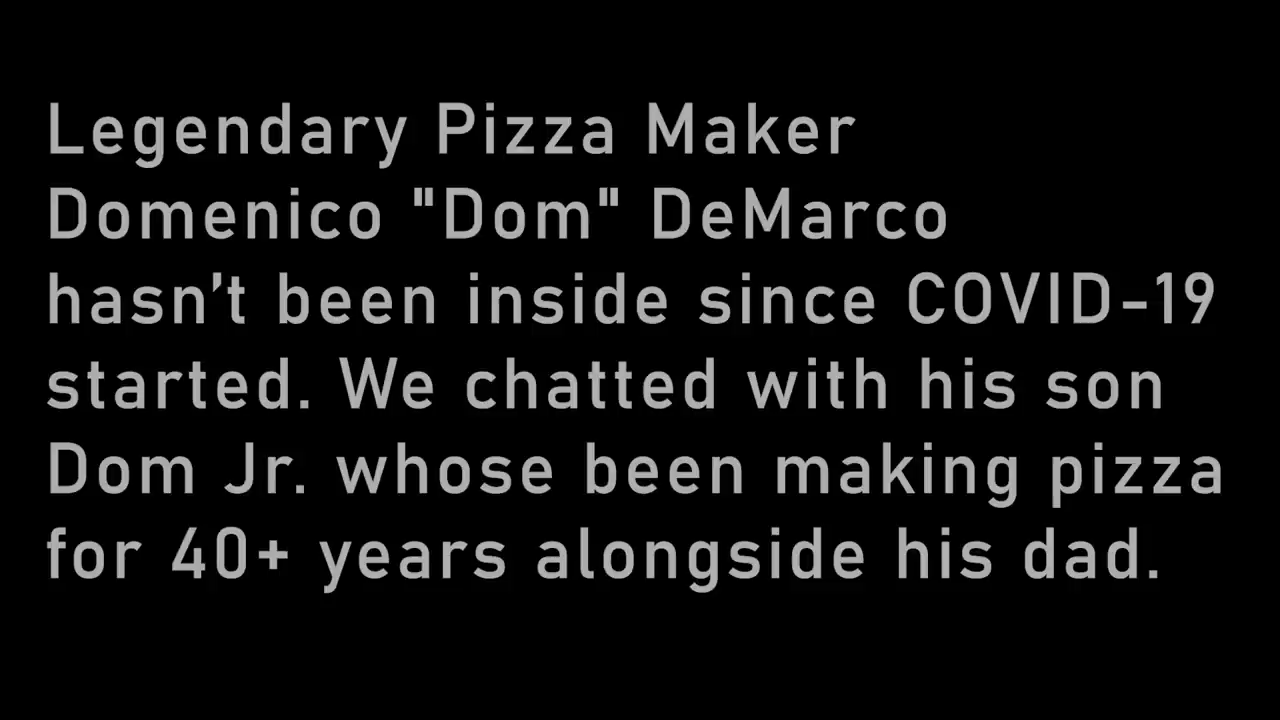 Legendary Pizza Maker
Domenico "Dom" DeMarco
hasn’t been inside since COVID-19
started. We chatted with his son
Dom Jr. whose been making pizza
for 40+ years alongside his dad.